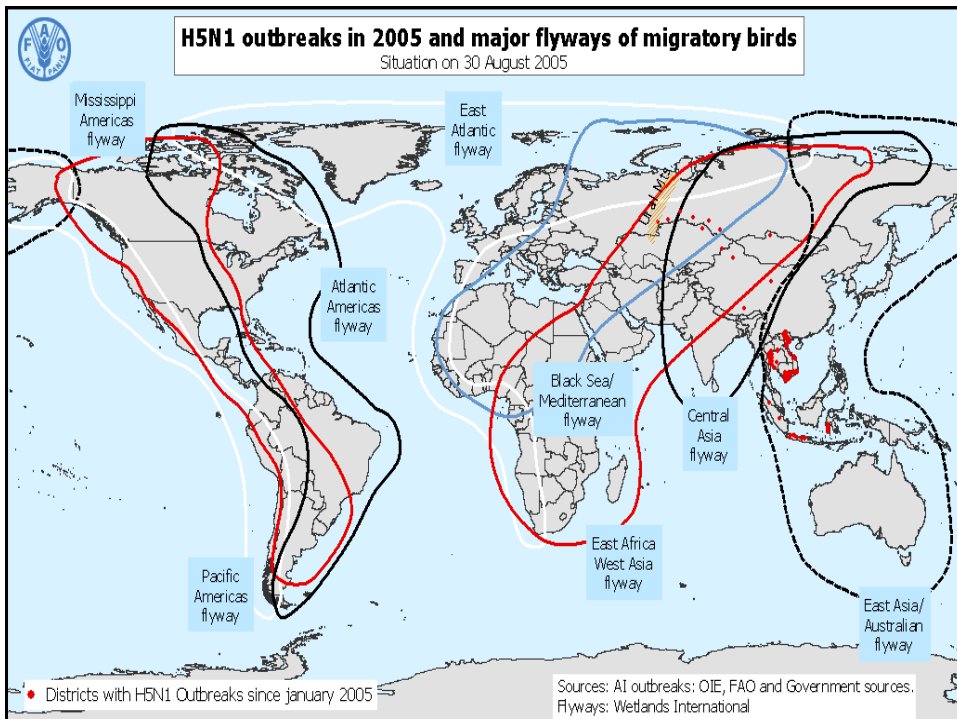 H5N1 outbreaks in 2005 and major flyways of migratory birds
Situation on 30 August 2005
F A O
FIAT PANIS
Mississippi
Americas
flyway
East
Atlantic
flyway
Ural Mts
Atlantic
Americas
flyway
Black Sea/
Mediterranean
flyway
Central
Asia
flyway
East Africa
West Asia
flyway
Pacific
Americas
flyway
East Asia/
Australian
flyway
Districts with H5N1 Outbreaks since january 2005
Sources: AI outbreaks: OIE, FAO and Government sources.
Flyways: Wetlands International